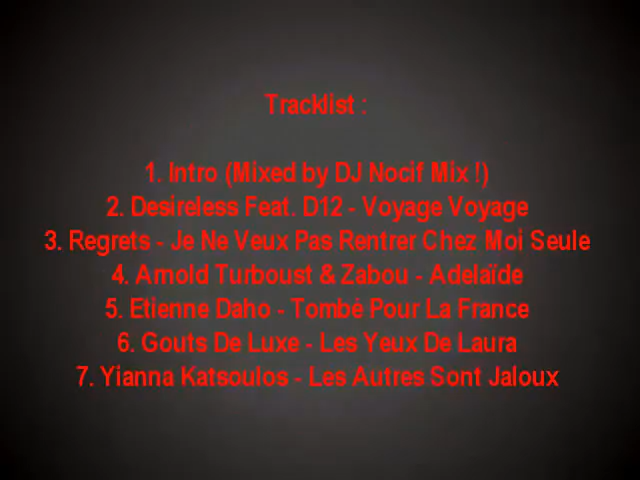 Tracklist :
1. Intro (Mixed by DJ Nocif Mix !)
2. Desireless Feat. D12 - Voyage Voyage
3. Regrets - Je Ne Veux Pas Rentrer Chez Moi Seule
4. Arnold Turboust & Zabou - Adelaïde
5. Etienne Daho - Tombé Pour La France
6. Gouts De Luxe - Les Yeux De Laura
7. Yianna Katsoulos - Les Autres Sont Jaloux